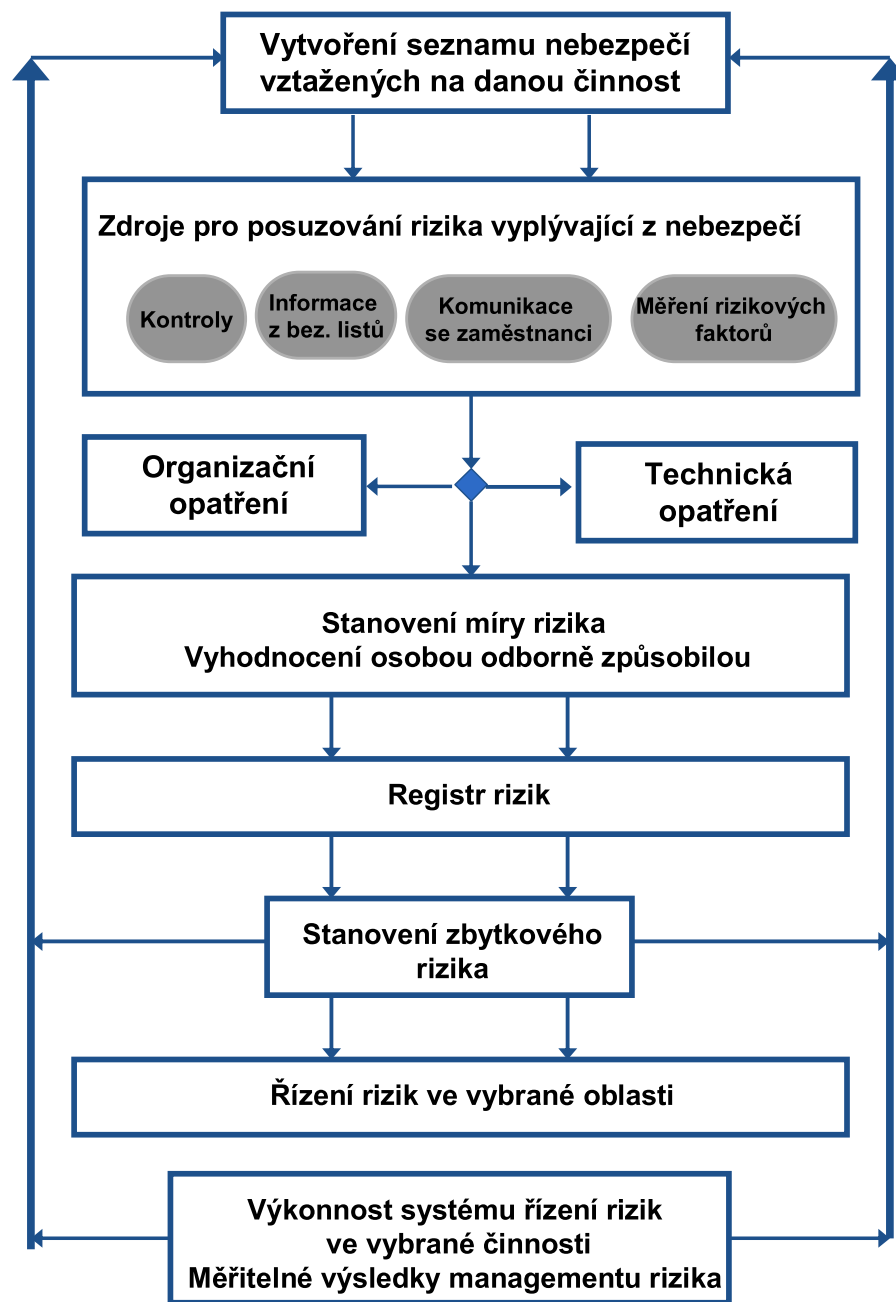 Vytvoření seznamu nebezpečí
vztažených na danou činnost
Zdroje pro posuzování rizika vyplývající z nebezpečí
Kontroly
Informace
z bez. listů
Komunikace
se zaměstnanci
Měření rizikových
faktorů
Organizační
opatření
Technická
opatření
Stanovení míry rizika
Vyhodnocení osobou odborně způsobilou
Registr rizik
Stanovení zbytkového
rizika
Řízení rizik ve vybrané oblasti
Výkonnost systému řízení rizik
ve vybrané činnosti
Měřitelné výsledky managementu rizika